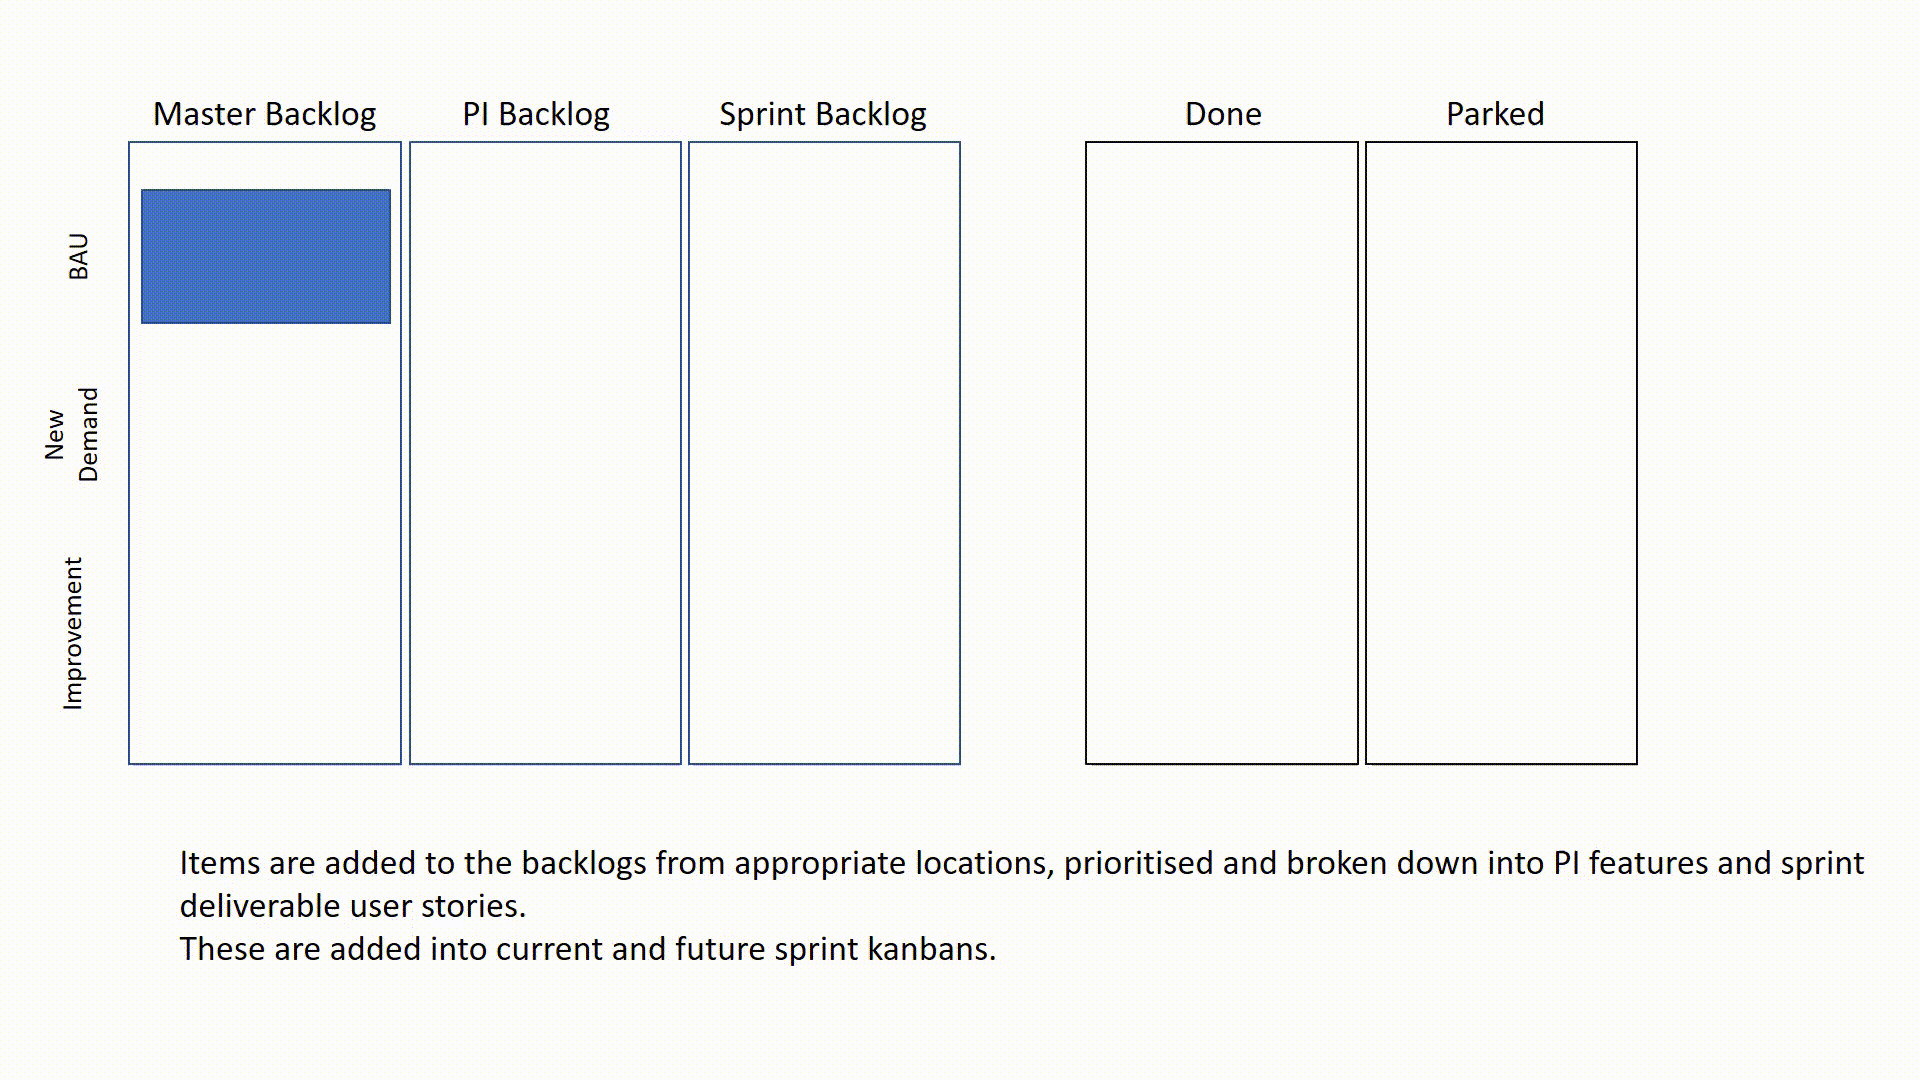 Master Backlog
PI Backlog
Sprint Backlog
Done
Parked
BAU
New
Demand
Improvement
Items are added to the backlogs from appropriate locations, prioritised and broken down into PI features and sprint
deliverable user stories.
These are added into current and future sprint kanbans.